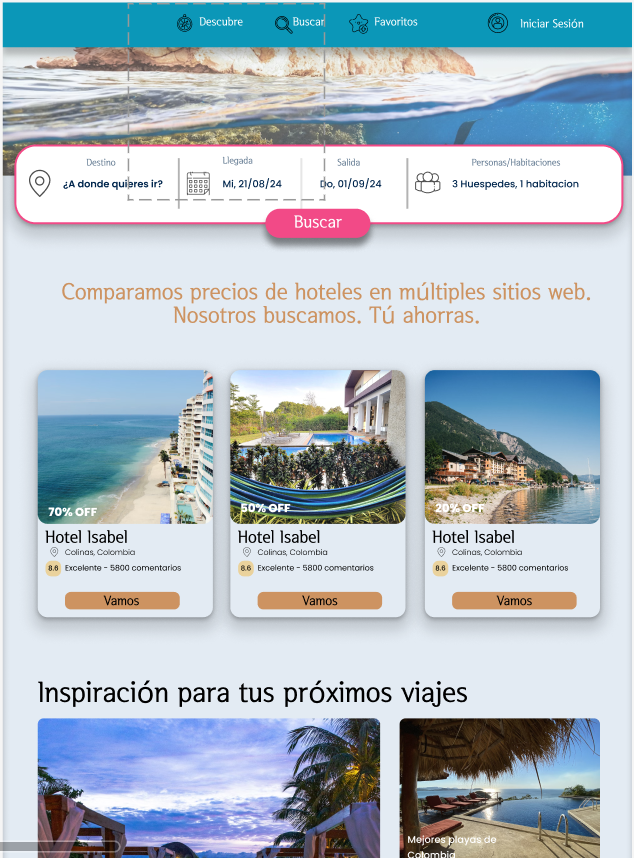 Descubre
Buscar
Favoritos
Iniciar Sesión
Destino
¿A donde quieres ir?
Llegada
Mi, 21/08/24
Salida
Do, 01/09/24
Personas/Habitaciones
3 Huespedes, 1 habitacion
Buscar
Comparamos precios de hoteles en múltiples sitios web.
Nosotros buscamos. Tú ahorras.
70% OFF
Hotel Isabel
Colinas, Colombia
8.6 Excelente - 5800 comentarios
Vamos
50% OFF
Hotel Isabel
Colinas, Colombia
8.6 Excelente - 5800 comentarios
Vamos
20% OFF
Hotel Isabel
Colinas, Colombia
8.6 Excelente - 5800 comentarios
Vamos
Inspiración para tus próximos viajes
Mejores playas de
Colombia